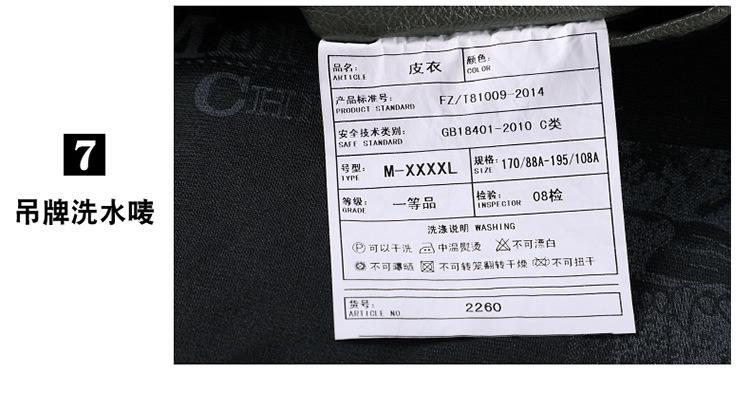 7
吊牌洗水唛
CH
品名：
ARTICLE
皮衣
颜色：
COLOR
产品标准号：
PRODUCT STANDARD
FZ/T81009-2014
安全技术类别：
SAFE STANDARD
GB18401-2010 C类
号型：
TYPE
M-XXXXL
规格：
SIZE
170/88A-195/108A
等级：
GRADE
一等品
检验：
INSPECTOR
08检
洗涤说明 WASHING
Ⓟ可以干洗 中温熨烫 不可漂白
不可曝晒 不可转笼翻转干燥 不可扭干
货号：
ARTICLE NO.
2260